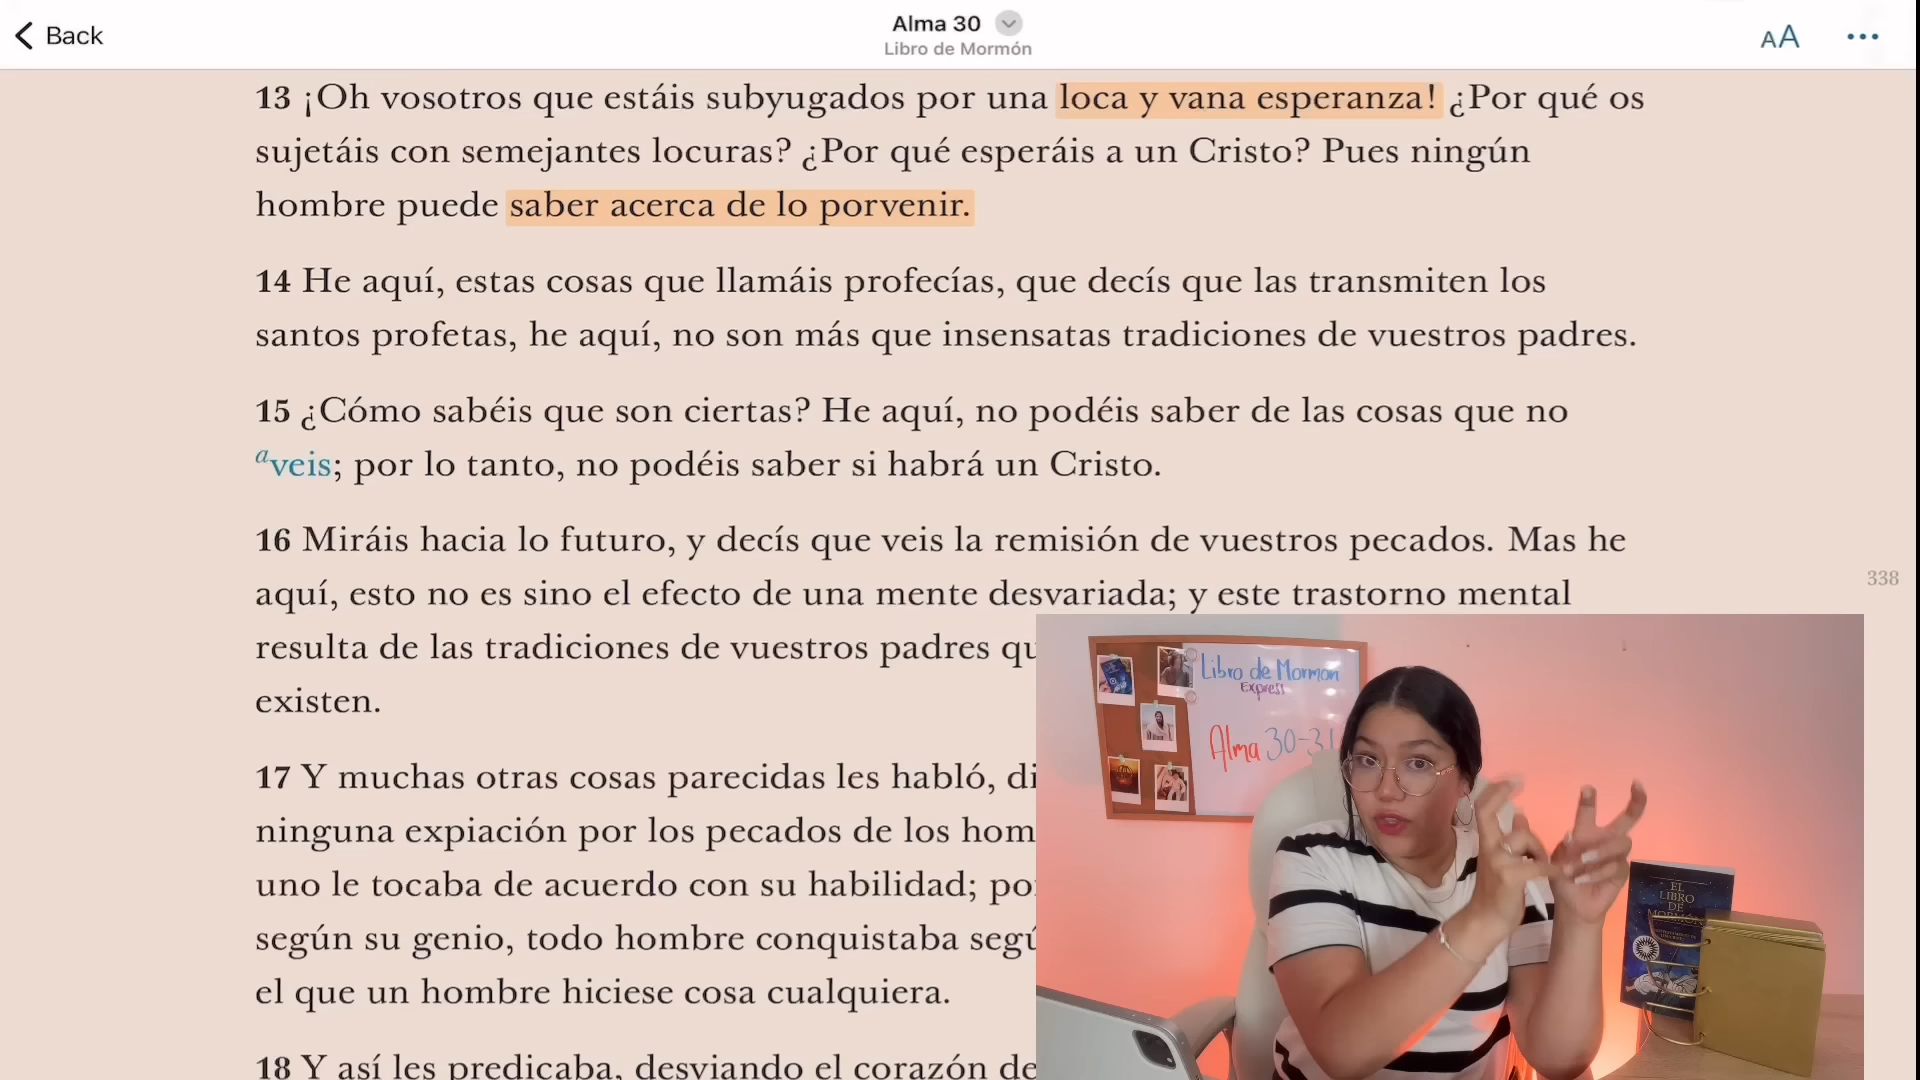 Back
Alma 30
Libro de Mormón
AA
13 ¡Oh vosotros que estáis subyugados por una loca y vana esperanza! ¿Por qué os
sujetáis con semejantes locuras? ¿Por qué esperáis a un Cristo? Pues ningún
hombre puede saber acerca de lo porvenir.
14 He aquí, estas cosas que llamáis profecías, que decís que las transmiten los
santos profetas, he aquí, no son más que insensatas tradiciones de vuestros padres.
15 ¿Cómo sabéis que son ciertas? He aquí, no podéis saber de las cosas que no
a veis; por lo tanto, no podéis saber si habrá un Cristo.
16 Miráis hacia lo futuro, y decís que veis la remisión de vuestros pecados. Mas he
aquí, esto no es sino el efecto de una mente desvariada; y este trastorno mental
resulta de las tradiciones de vuestros padres qu
existen.
338
17 Y muchas otras cosas parecidas les habló, di
ninguna expiación por los pecados de los hom
uno le tocaba de acuerdo con su habilidad; po
según su genio, todo hombre conquistaba segú
el que un hombre hiciese cosa cualquiera.
18 Y así les predicaba, desviando el corazón de
Libro de Mormon
Express
Alma 30-31
EL
LIBRO
DE
MORMÓN